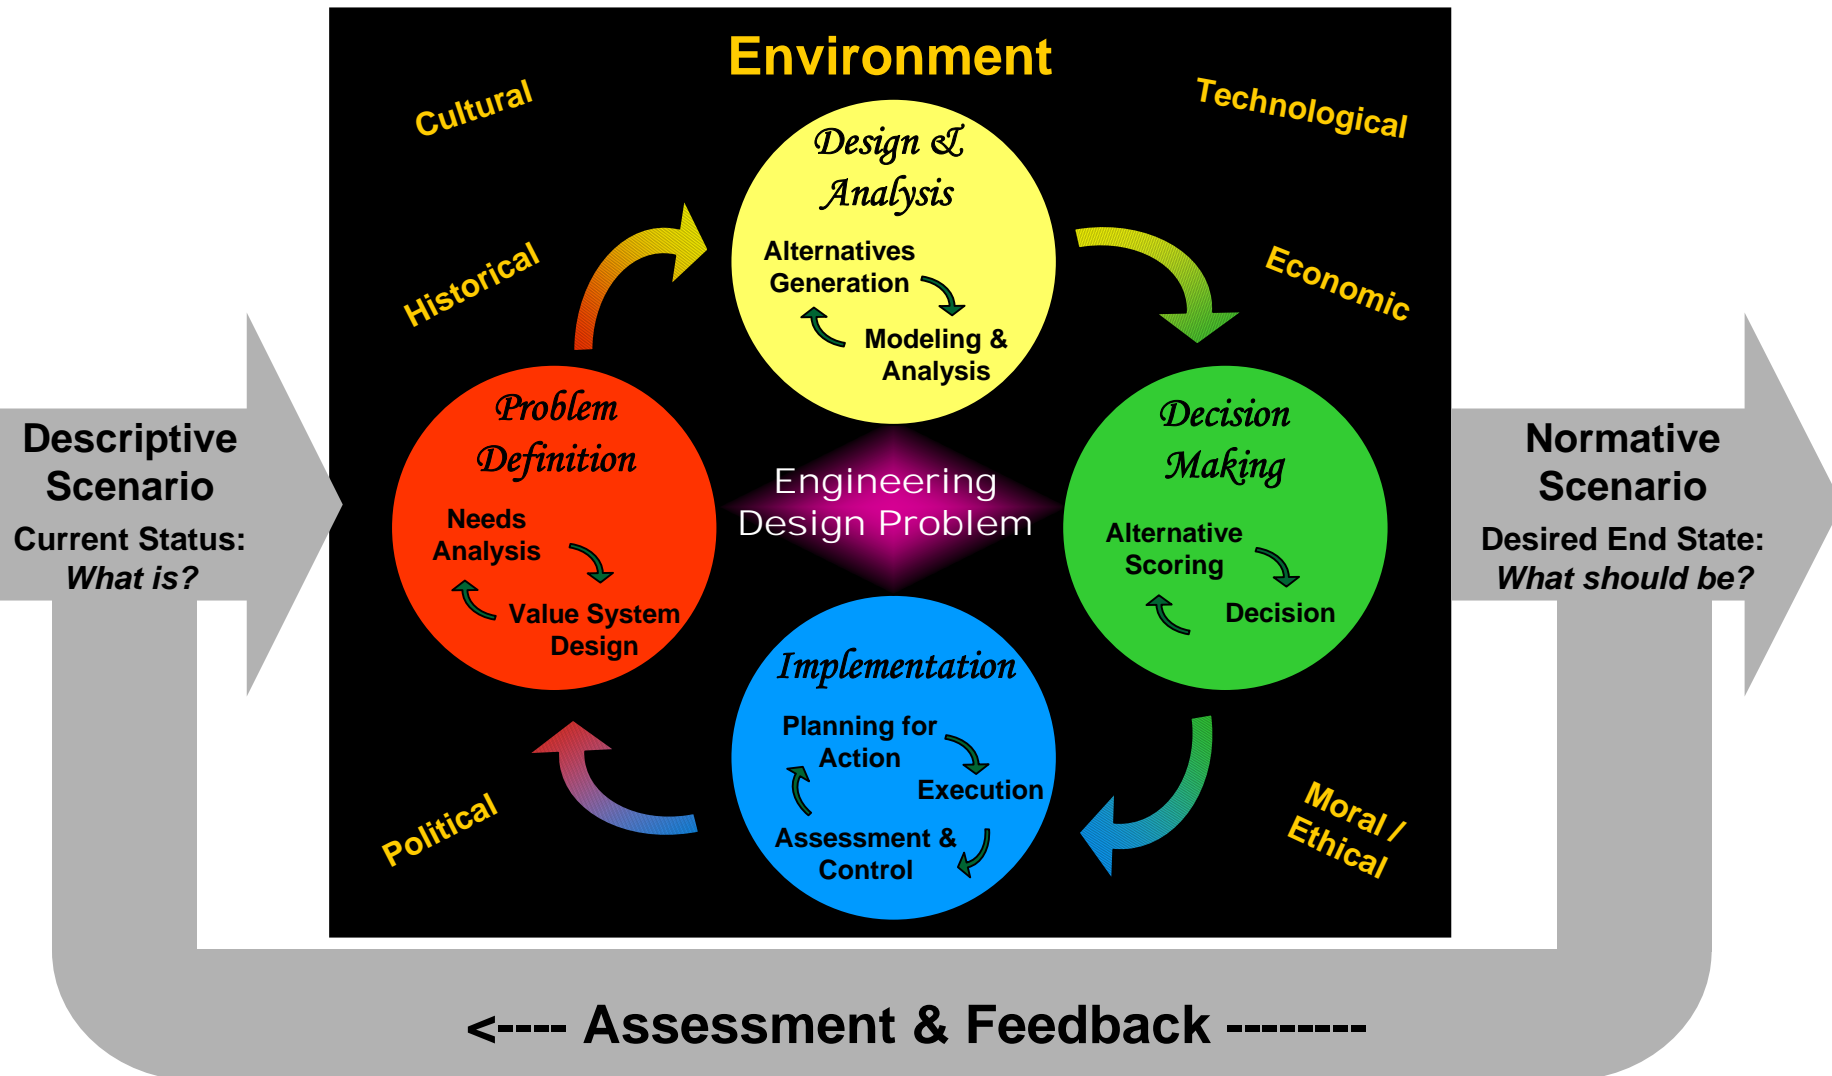 Environment
Cultural
Technological
Historical
Economic
Political
Moral /
Ethical
Descriptive
Scenario
Current Status:
What is?
Problem
Definition
Needs
Analysis
Value System
Design
Design &
Analysis
Alternatives
Generation
Modeling &
Analysis
Engineering
Design Problem
Decision
Making
Alternative
Scoring
Decision
Implementation
Planning for
Action
Execution
Assessment &
Control
Normative
Scenario
Desired End State:
What should be?
<---- Assessment & Feedback --------